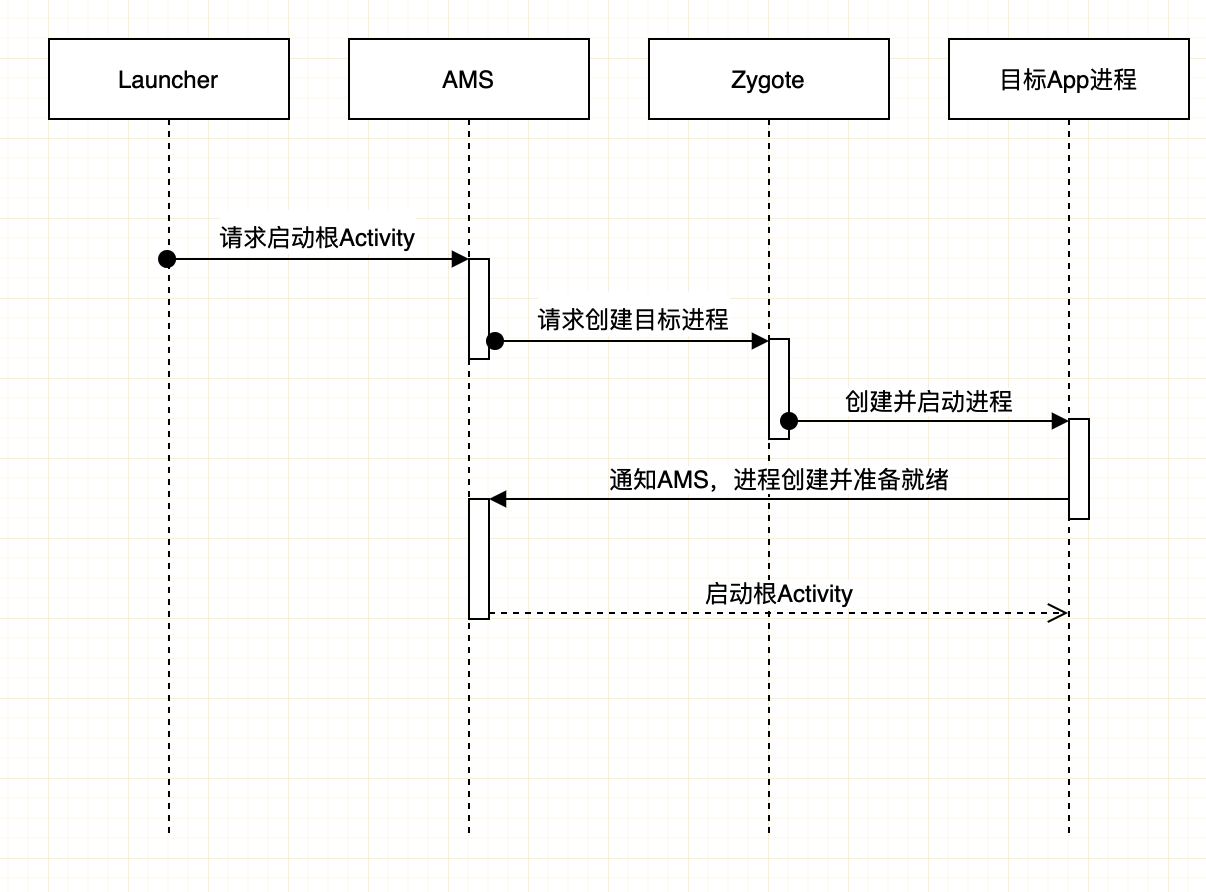 Launcher
AMS
Zygote
目标App进程
请求启动根Activity
请求创建目标进程
创建并启动进程
通知AMS，进程创建并准备就绪
启动根Activity